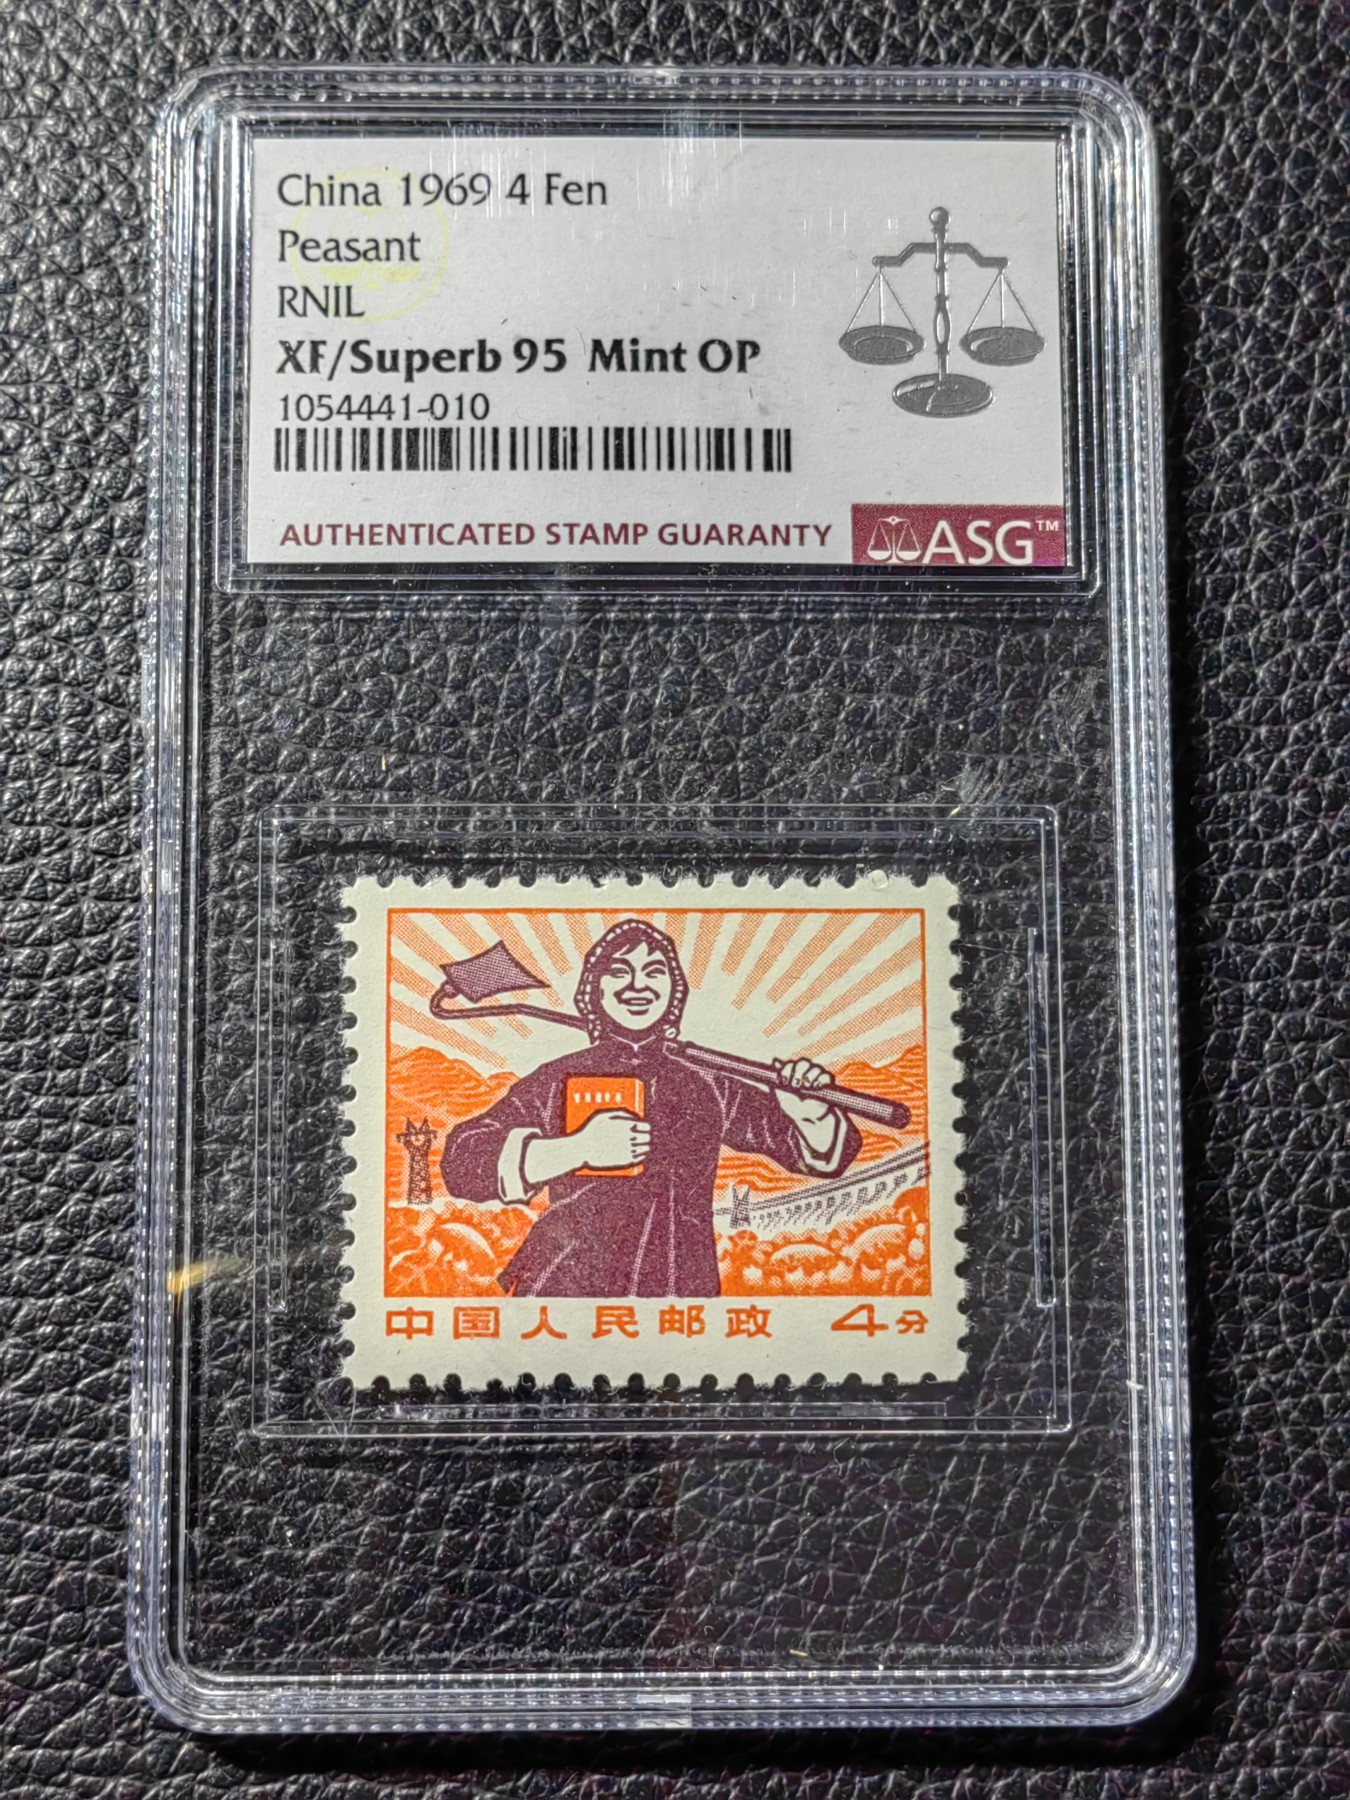 China 1969 4 Fen
Peasant
RNIL
XF/Superb 95 Mint OP
1054441-010
AUTHENTICATED STAMP GUARANTY ASG™
中国人民邮政 4分